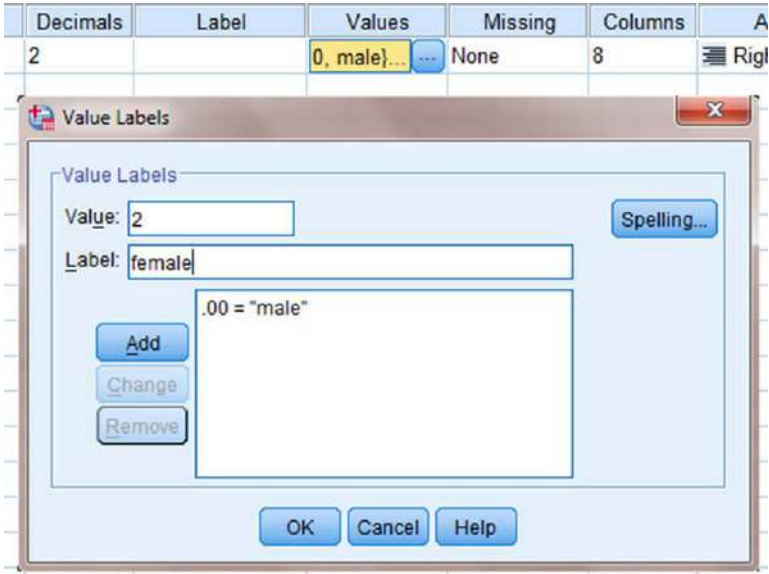 Decimals Label Values Missing Columns A
2 0, male}... ... None 8 Righ
Value Labels
Value Labels
Value: 2 Spelling...
Label: female
.00 = "male"
Add
Change
Remove
OK Cancel Help